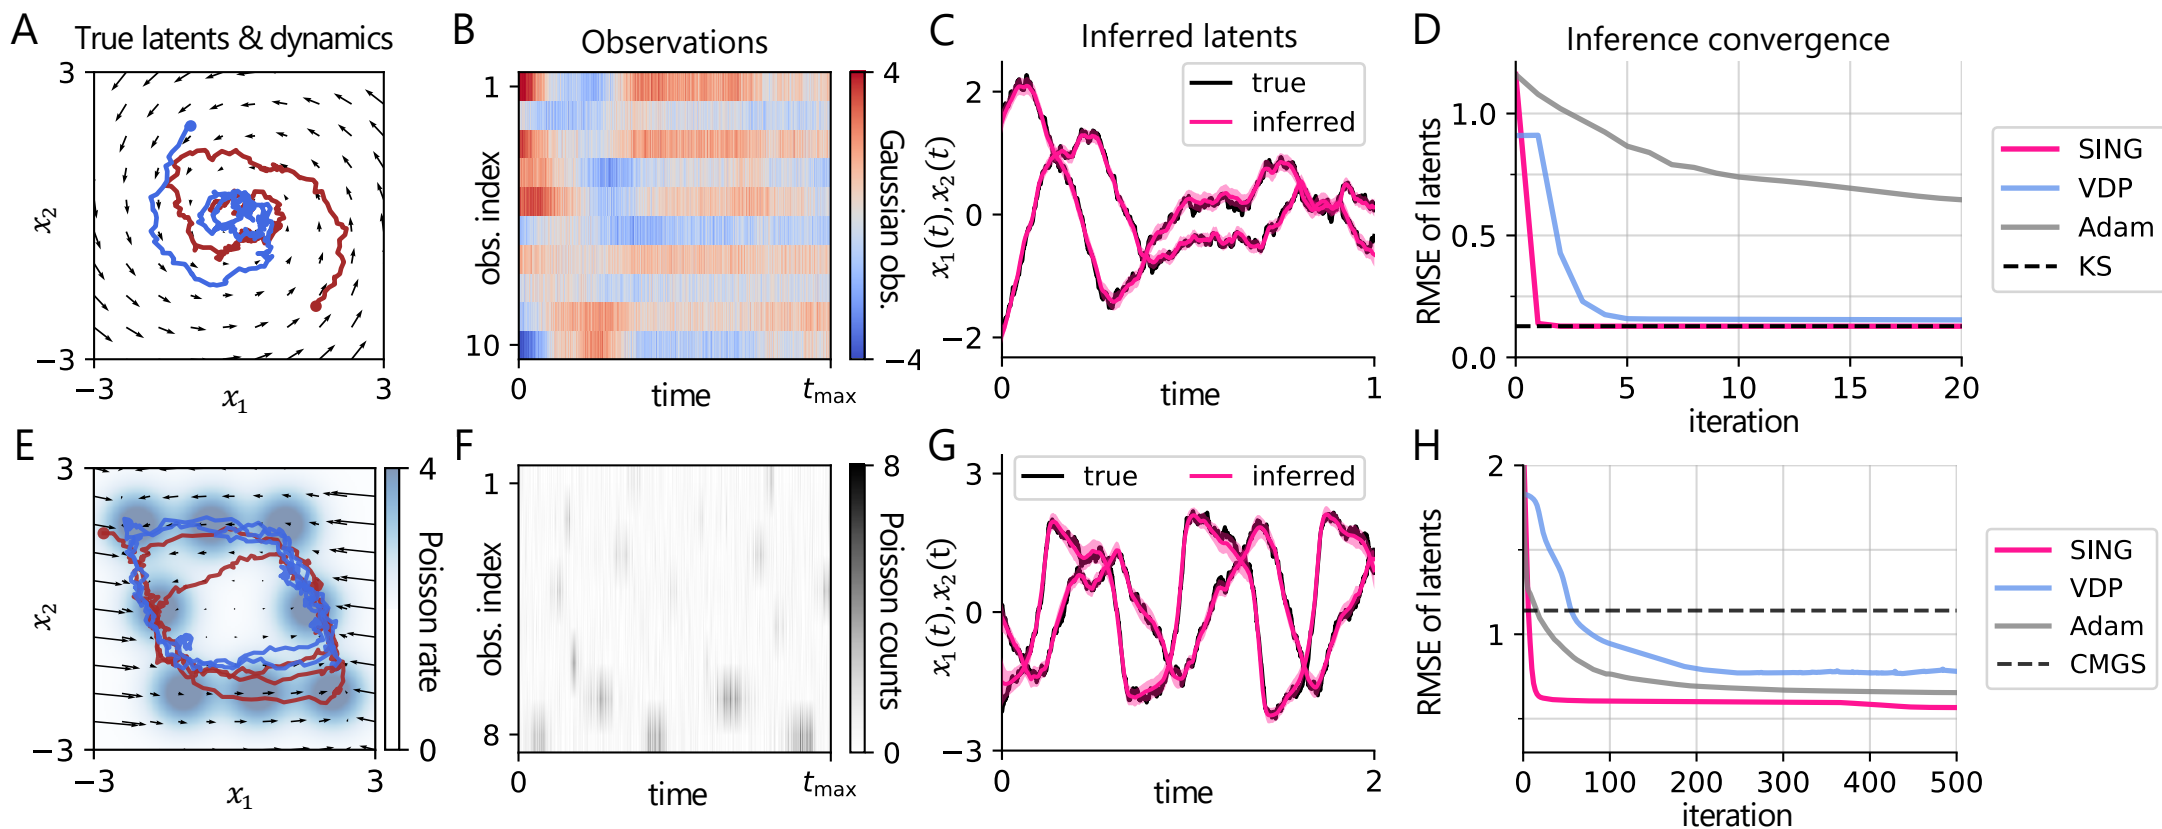 A
True latents & dynamics
3
x₂
−3
−3
3
x₁
B
Observations
1
obs. index
10
0
time
t_max
4
Gaussian obs.
−4
C
Inferred latents
true
inferred
2
0
−2
x₁(t), x₂(t)
0
time
1
D
Inference convergence
1.0
0.5
0.0
RMSE of latents
0
5
10
15
20
iteration
SING
VDP
Adam
KS
E
3
x₂
−3
−3
3
x₁
4
Poisson rate
0
F
1
obs. index
8
0
time
t_max
8
Poisson counts
0
G
true
inferred
3
0
−3
x₁(t), x₂(t)
0
time
2
H
2
1
RMSE of latents
0
100
200
300
400
500
iteration
SING
VDP
Adam
CMGS